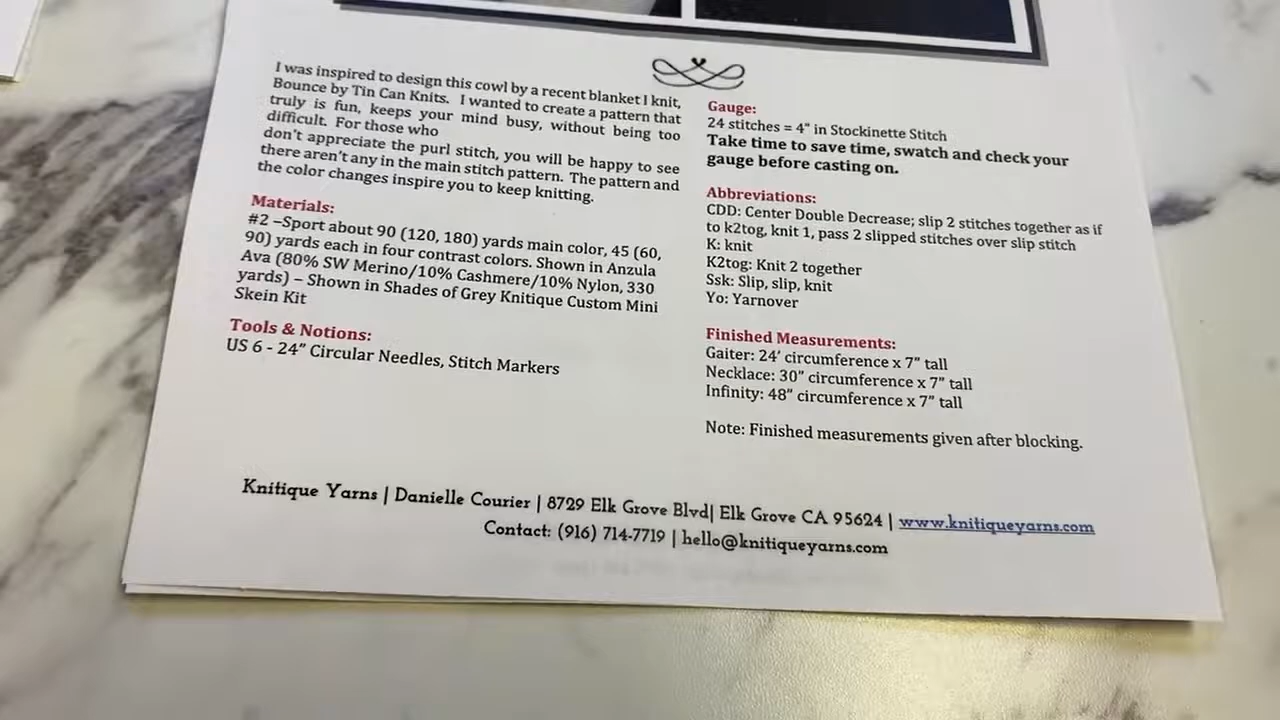 I was inspired to design this cowl by a recent blanket I knit,
Bounce by Tin Can Knits. I wanted to create a pattern that
truly is fun, keeps your mind busy, without being too
difficult. For those who
don't appreciate the purl stitch, you will be happy to see
there aren't any in the main stitch pattern. The pattern and
the color changes inspire you to keep knitting.
Materials:
#2 –Sport about 90 (120, 180) yards main color, 45 (60,
90) yards each in four contrast colors. Shown in Anzula
Ava (80% SW Merino/10% Cashmere/10% Nylon, 330
yards) – Shown in Shades of Grey Knitique Custom Mini
Skein Kit
Tools & Notions:
US 6 - 24" Circular Needles, Stitch Markers
Gauge:
24 stitches = 4" in Stockinette Stitch
Take time to save time, swatch and check your
gauge before casting on.
Abbreviations:
CDD: Center Double Decrease; slip 2 stitches together as if
to k2tog, knit 1, pass 2 slipped stitches over slip stitch
K: knit
K2tog: Knit 2 together
Ssk: Slip, slip, knit
Yo: Yarnover
Finished Measurements:
Gaiter: 24' circumference x 7" tall
Necklace: 30" circumference x 7" tall
Infinity: 48" circumference x 7" tall
Note: Finished measurements given after blocking.
Knitique Yarns | Danielle Courier | 8729 Elk Grove Blvd| Elk Grove CA 95624 | www.knitiqueyarns.com
Contact: (916) 714-7719 | hello@knitiqueyarns.com